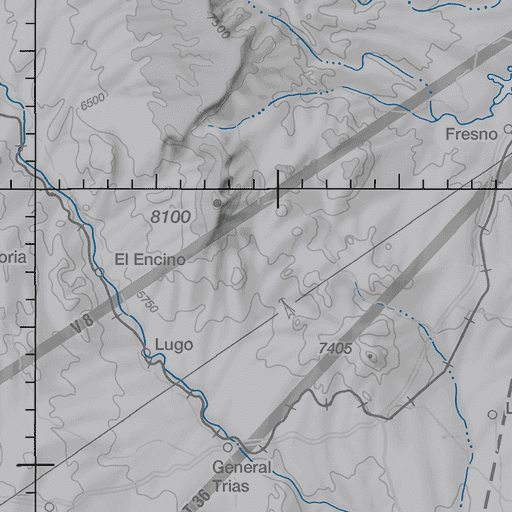 7500
6500
Fresno
8100
oria
El Encino
5750
V 8
Lugo
7405
General
Trias
T 36